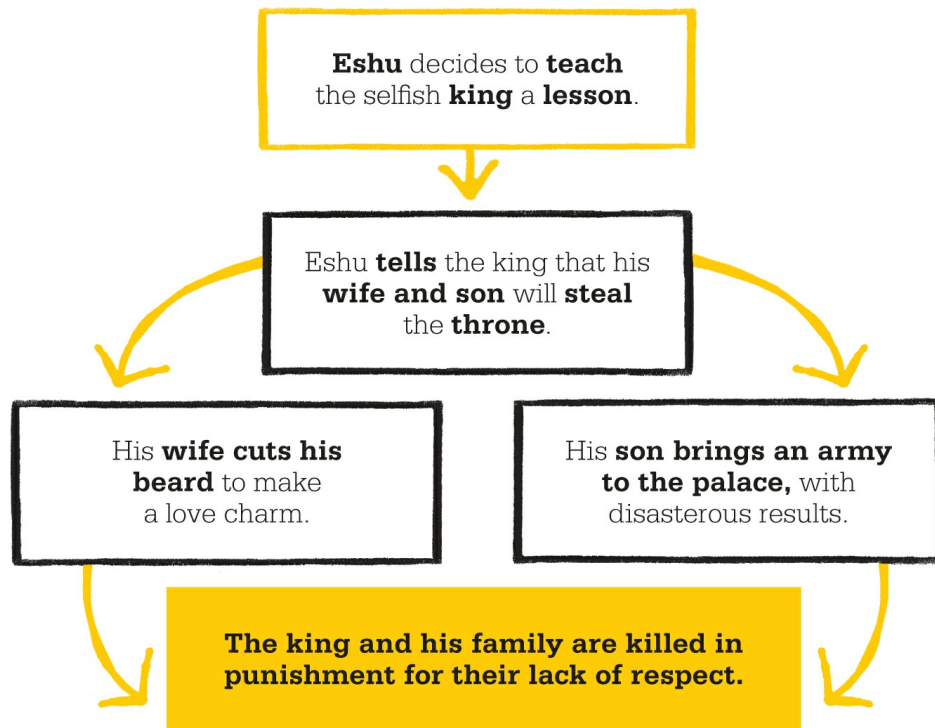 Eshu decides to teach
the selfish king a lesson.
Eshu tells the king that his
wife and son will steal
the throne.
His wife cuts his
beard to make
a love charm.
His son brings an army
to the palace, with
disasterous results.
The king and his family are killed in
punishment for their lack of respect.